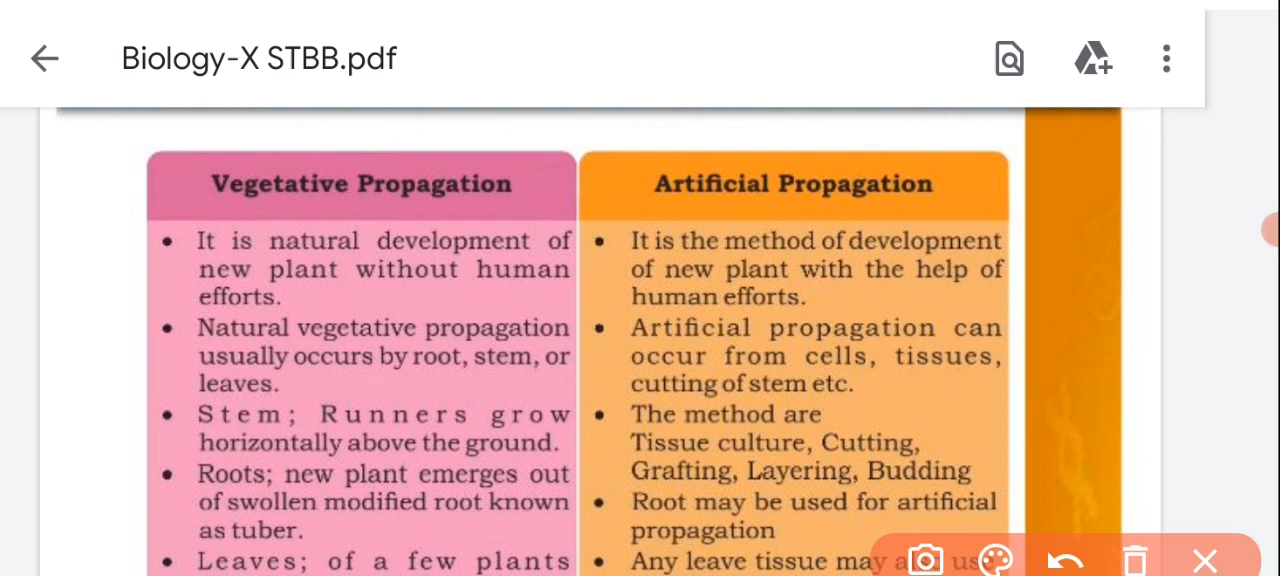 Biology-X STBB.pdf
Vegetative Propagation
• It is natural development of
new plant without human
efforts.
• Natural vegetative propagation
usually occurs by root, stem, or
leaves.
• Stem; Runners grow
horizontally above the ground.
• Roots; new plant emerges out
of swollen modified root known
as tuber.
• Leaves; of a few plants
Artificial Propagation
• It is the method of development
of new plant with the help of
human efforts.
• Artificial propagation can
occur from cells, tissues,
cutting of stem etc.
• The method are
Tissue culture, Cutting,
Grafting, Layering, Budding
• Root may be used for artificial
propagation
• Any leave tissue may